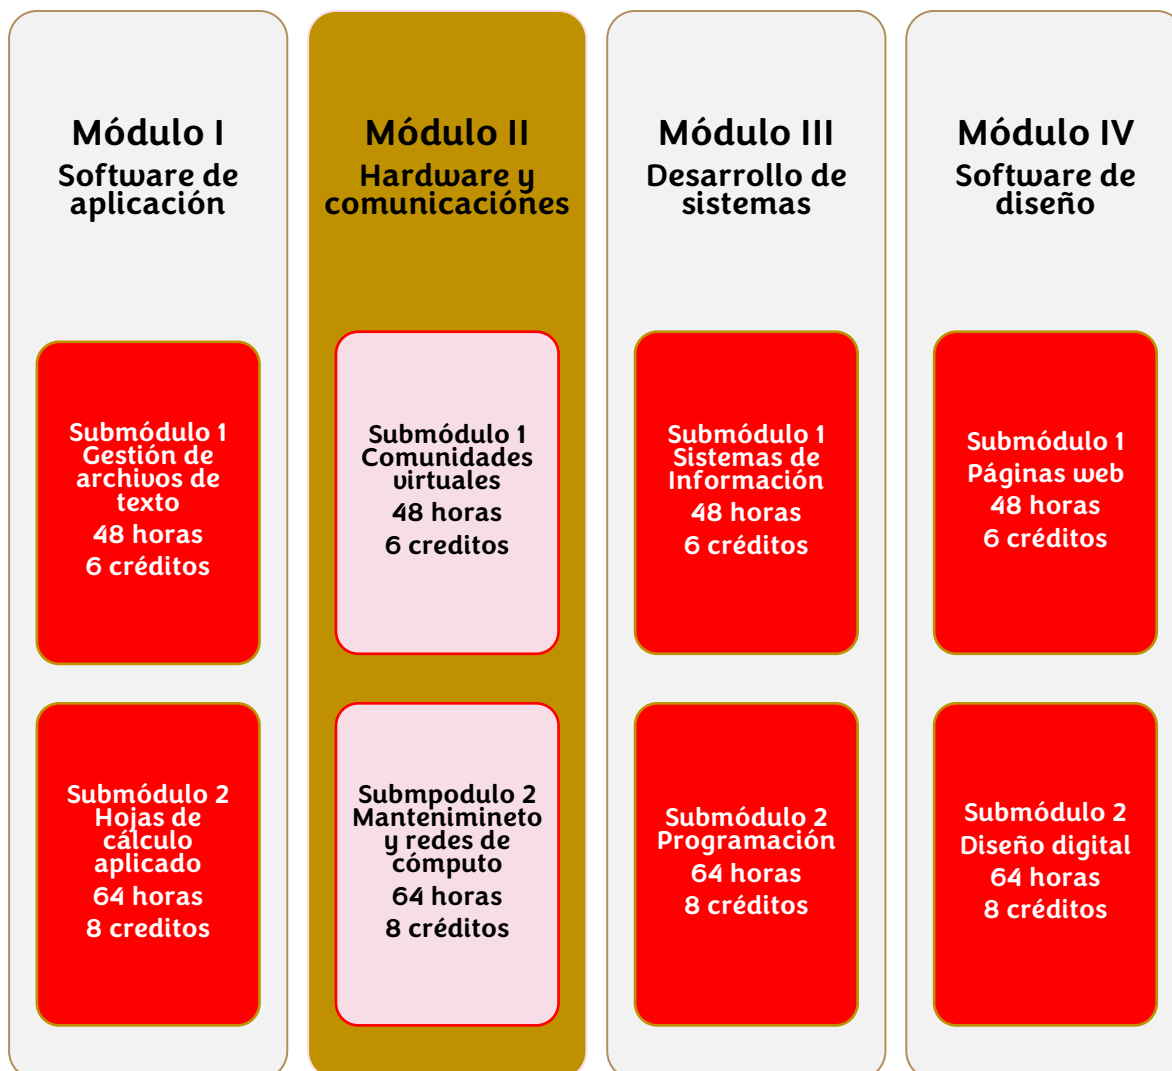 Módulo I
Software de
aplicación
Submódulo 1
Gestión de
archivos de
texto
48 horas
6 créditos
Submódulo 2
Hojas de
cálculo
aplicado
64 horas
8 creditos
Módulo II
Hardware y
comunicaciónes
Submódulo 1
Comunidades
virtuales
48 horas
6 creditos
Submpodulo 2
Mantenimineto
y redes de
cómputo
64 horas
8 créditos
Módulo III
Desarrollo de
sistemas
Submódulo 1
Sistemas de
Información
48 horas
6 créditos
Submódulo 2
Programación
64 horas
8 créditos
Módulo IV
Software de
diseño
Submódulo 1
Páginas web
48 horas
6 créditos
Submódulo 2
Diseño digital
64 horas
8 créditos